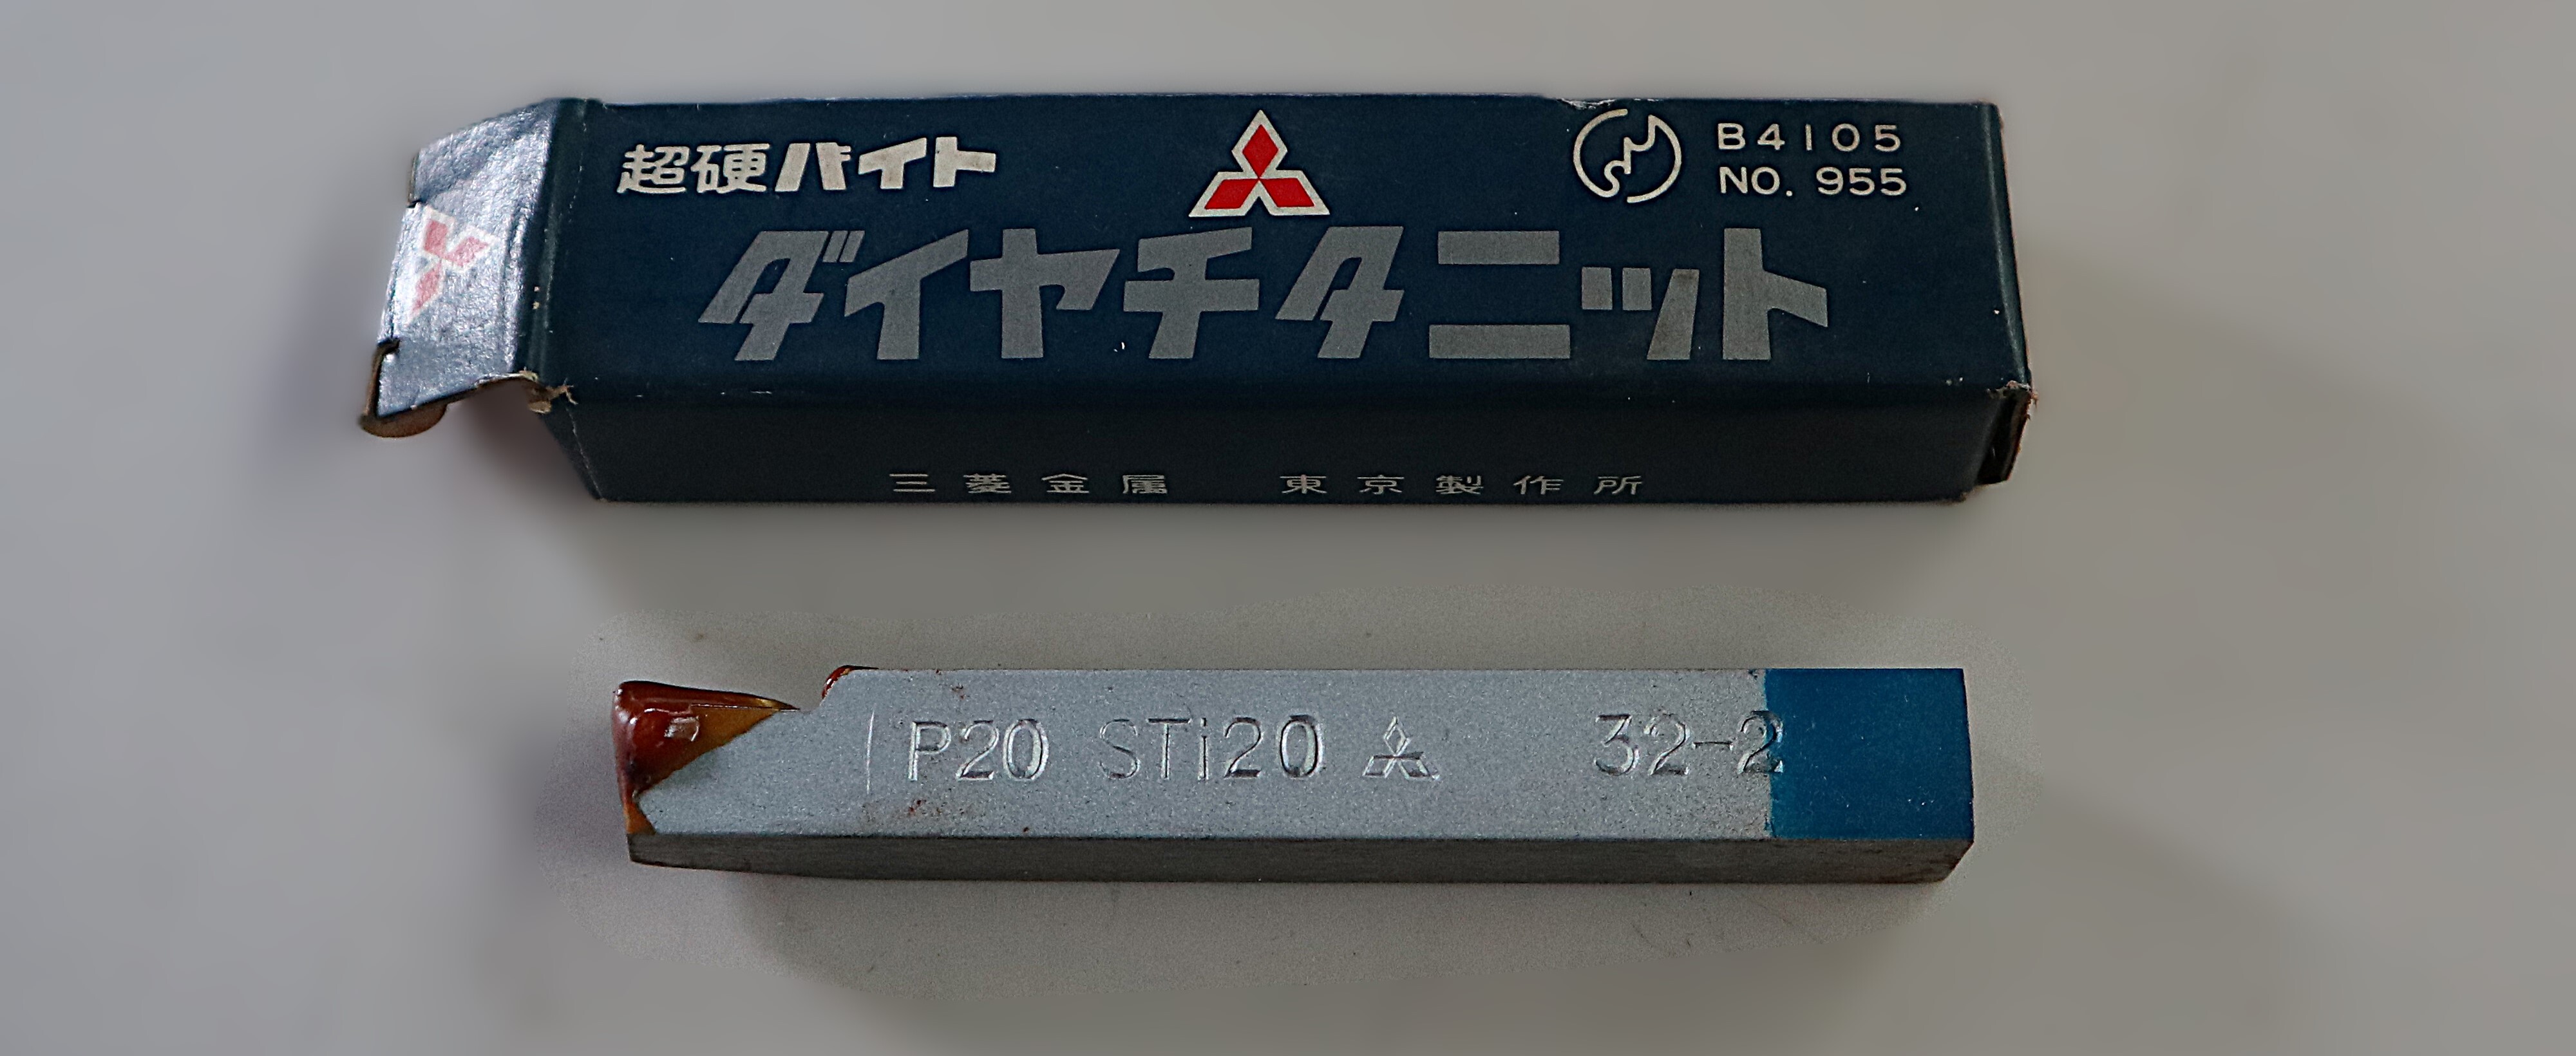 超硬バイト
B4105
NO. 955
ダイヤチタニット
三菱金属 東京製作所
P20 STi20 32-2